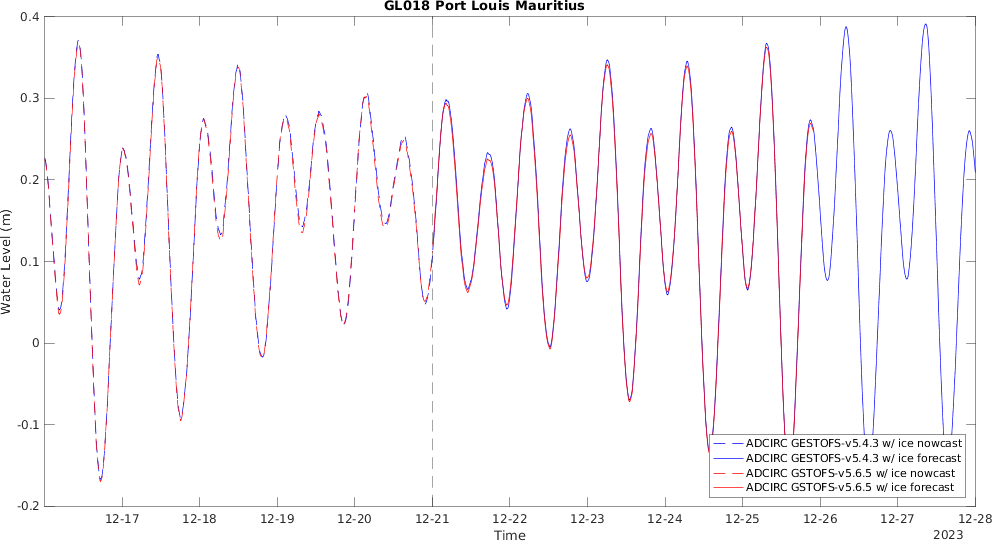 GL018 Port Louis Mauritius
0.4
0.3
0.2
0.1
0
-0.1
-0.2
Water Level (m)
ADCIRC GESTOFS-v5.4.3 w/ ice nowcast
ADCIRC GESTOFS-v5.4.3 w/ ice forecast
ADCIRC GSTOFS-v5.6.5 w/ ice nowcast
ADCIRC GSTOFS-v5.6.5 w/ ice forecast
12-17 12-18 12-19 12-20 12-21 12-22 12-23 12-24 12-25 12-26 12-27 12-28
Time
2023